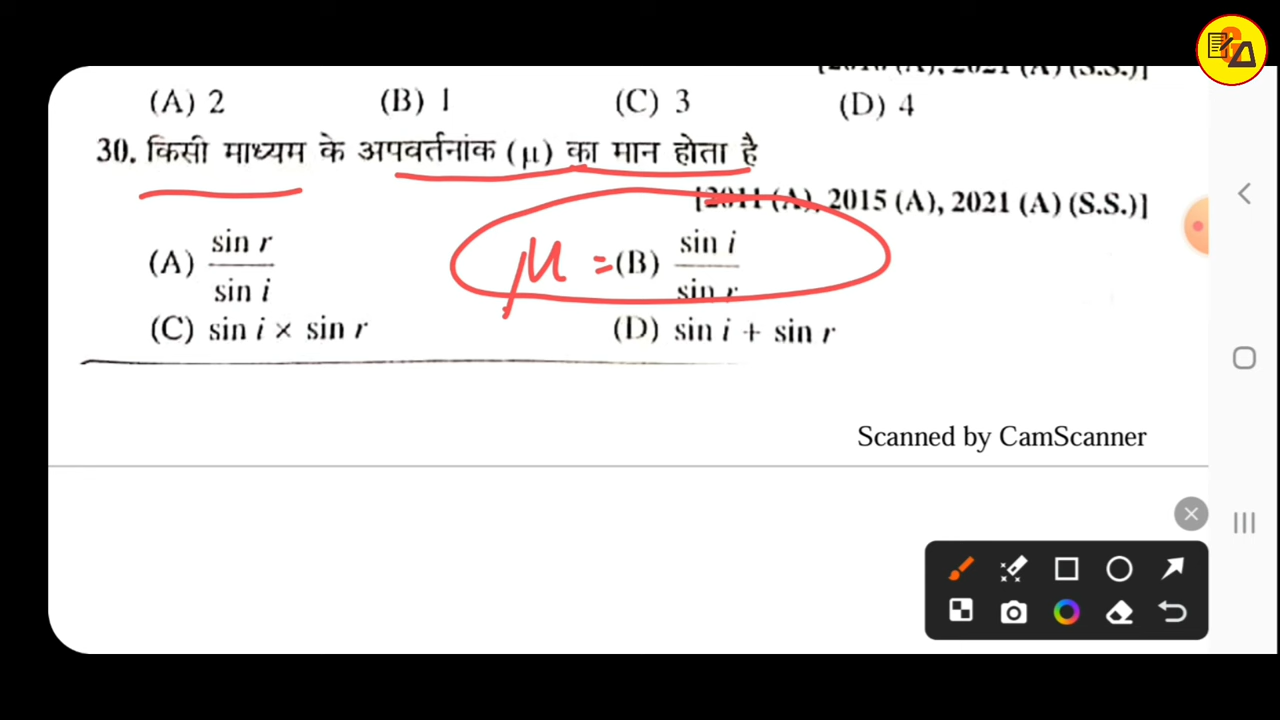 (A) 2 (B) 1 (C) 3 (D) 4
30. किसी माध्यम के अपवर्तनांक (μ) का मान होता है
[2011 (A), 2015 (A), 2021 (A) (S.S.)]
(A) sin r / sin i μ = (B) sin i / sin r
(C) sin i × sin r (D) sin i + sin r
Scanned by CamScanner